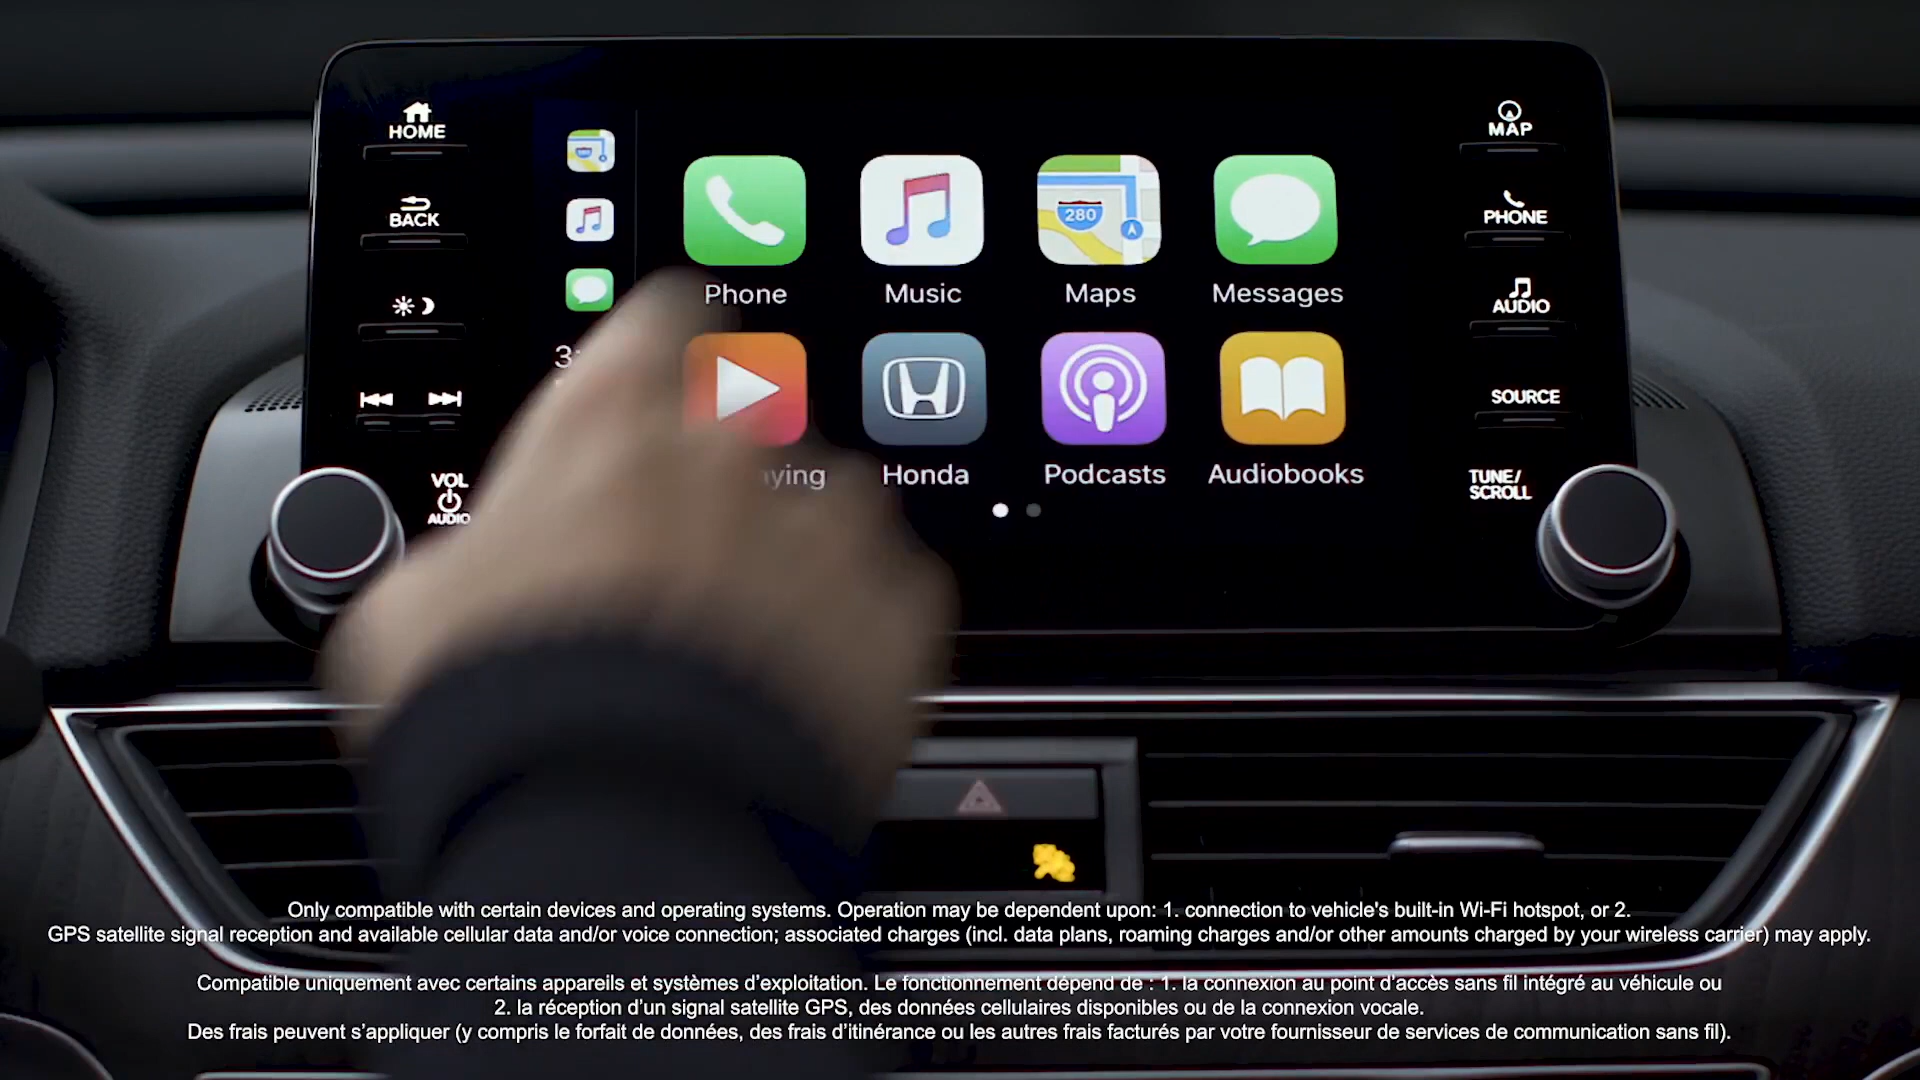 HOME
MAP
BACK
PHONE
280
Phone
Music
Maps
Messages
AUDIO
SOURCE
Honda
Podcasts
Audiobooks
VOL
AUDIO
TUNE/
SCROLL
Only compatible with certain devices and operating systems. Operation may be dependent upon: 1. connection to vehicle's built-in Wi-Fi hotspot, or 2.
GPS satellite signal reception and available cellular data and/or voice connection; associated charges (incl. data plans, roaming charges and/or other amounts charged by your wireless carrier) may apply.
Compatible uniquement avec certains appareils et systèmes d’exploitation. Le fonctionnement dépend de : 1. la connexion au point d’accès sans fil intégré au véhicule ou
2. la réception d’un signal satellite GPS, des données cellulaires disponibles ou de la connexion vocale.
Des frais peuvent s’appliquer (y compris le forfait de données, des frais d’itinérance ou les autres frais facturés par votre fournisseur de services de communication sans fil).